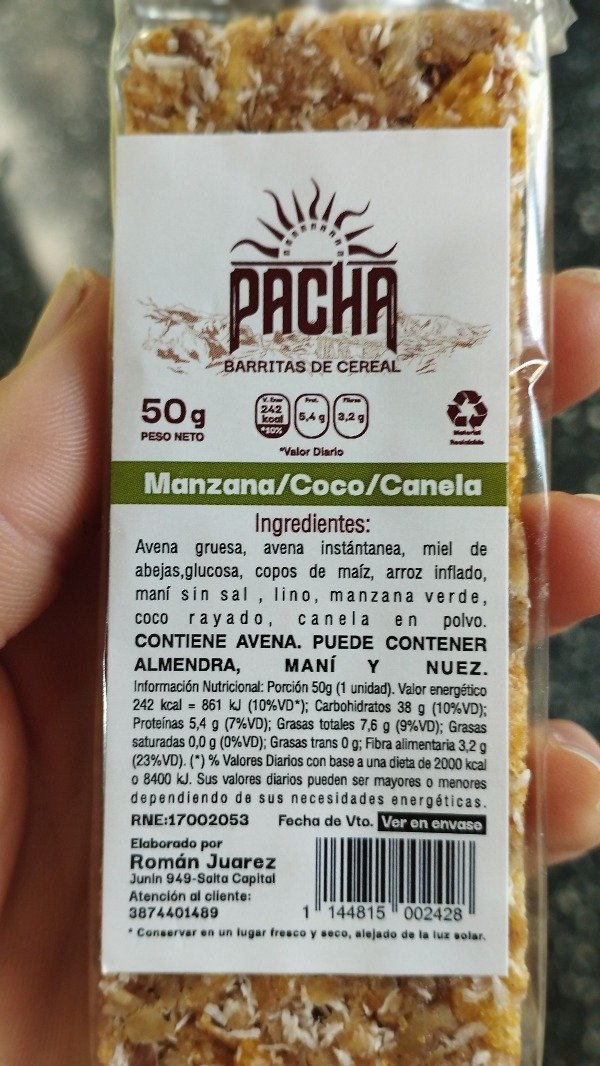 PACHA
BARRITAS DE CEREAL
50g
PESO NETO
V. Ener
242
kcal
*10%
Prot.
5,4 g
Fibras
3,2 g
*Valor Diario
Material
Reciclable
Manzana/Coco/Canela
Ingredientes:
Avena gruesa, avena instántanea, miel de
abejas,glucosa, copos de maíz, arroz inflado,
maní sin sal , lino, manzana verde,
coco rayado, canela en polvo.
CONTIENE AVENA. PUEDE CONTENER
ALMENDRA, MANÍ Y NUEZ.
Información Nutricional: Porción 50g (1 unidad). Valor energético
242 kcal = 861 kJ (10%VD*); Carbohidratos 38 g (10%VD);
Proteínas 5,4 g (7%VD); Grasas totales 7,6 g (9%VD); Grasas
saturadas 0,0 g (0%VD); Grasas trans 0 g; Fibra alimentaria 3,2 g
(23%VD). (*) % Valores Diarios con base a una dieta de 2000 kcal
o 8400 kJ. Sus valores diarios pueden ser mayores o menores
dependiendo de sus necesidades energéticas.
RNE:17002053 Fecha de Vto. Ver en envase
Elaborado por
Román Juarez
Junin 949-Salta Capital
Atención al cliente:
3874401489
1 144815 002428
* Conservar en un lugar fresco y seco, alejado de la luz solar.